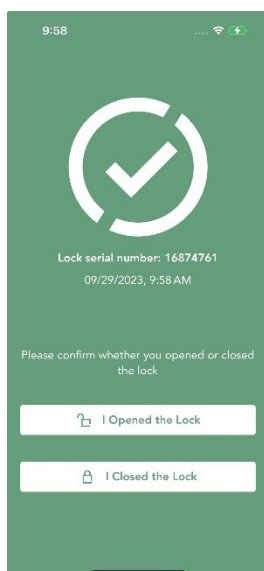 9:58
Lock serial number: 16874761
09/29/2023, 9:58 AM
Please confirm whether you opened or closed
the lock
I Opened the Lock
I Closed the Lock